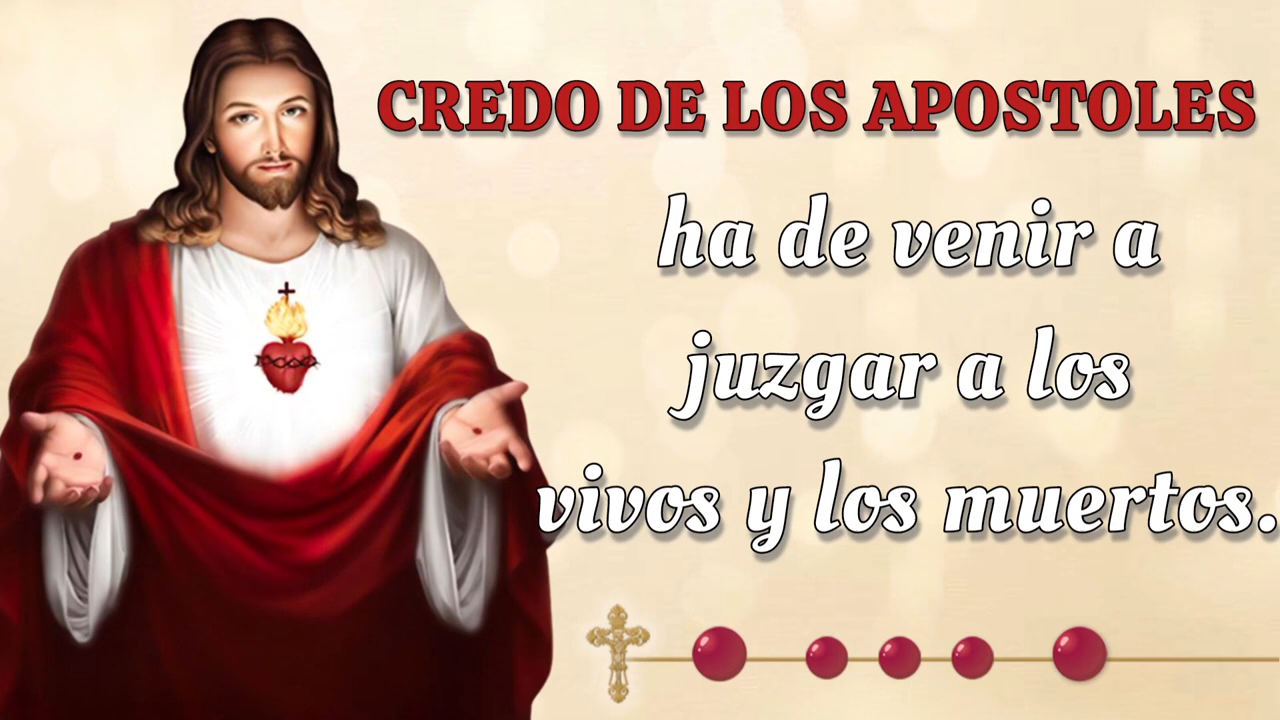 CREDO DE LOS APOSTOLES
ha de venir a
juzgar a los
vivos y los muertos.